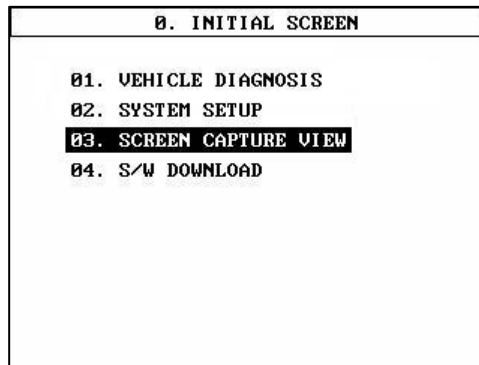 0. INITIAL SCREEN
01. VEHICLE DIAGNOSIS
02. SYSTEM SETUP
03. SCREEN CAPTURE VIEW
04. S/W DOWNLOAD